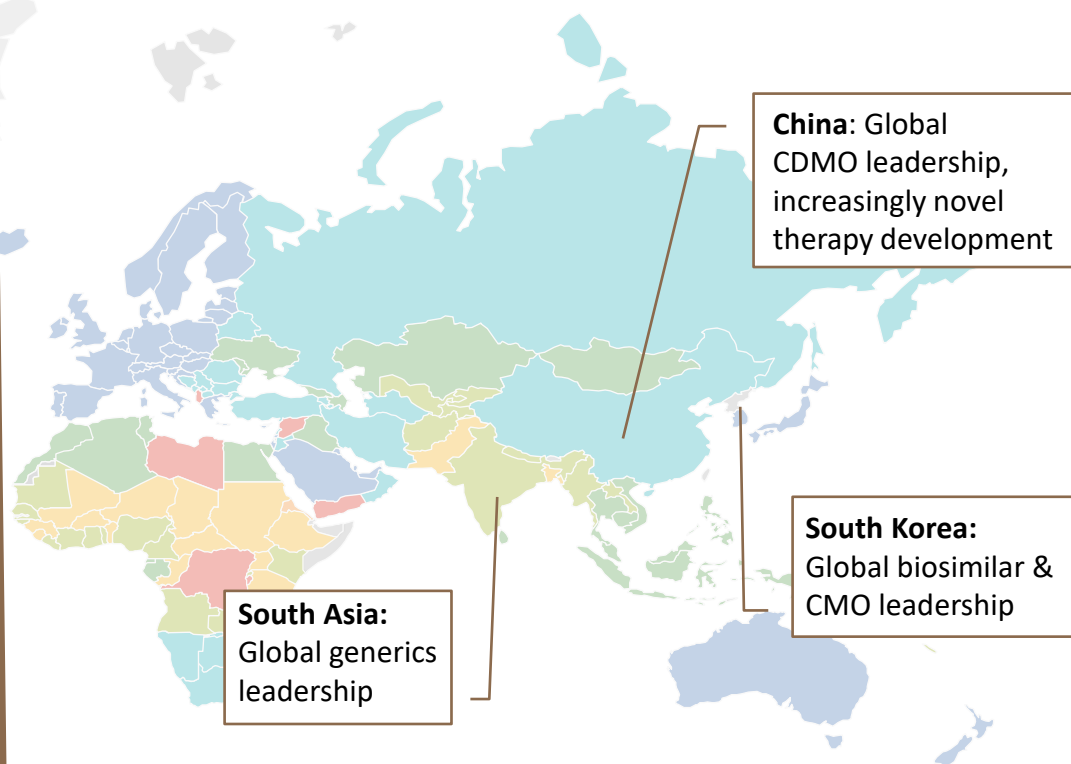 China: Global
CDMO leadership,
increasingly novel
therapy development
South Korea:
Global biosimilar &
CMO leadership
South Asia:
Global generics
leadership